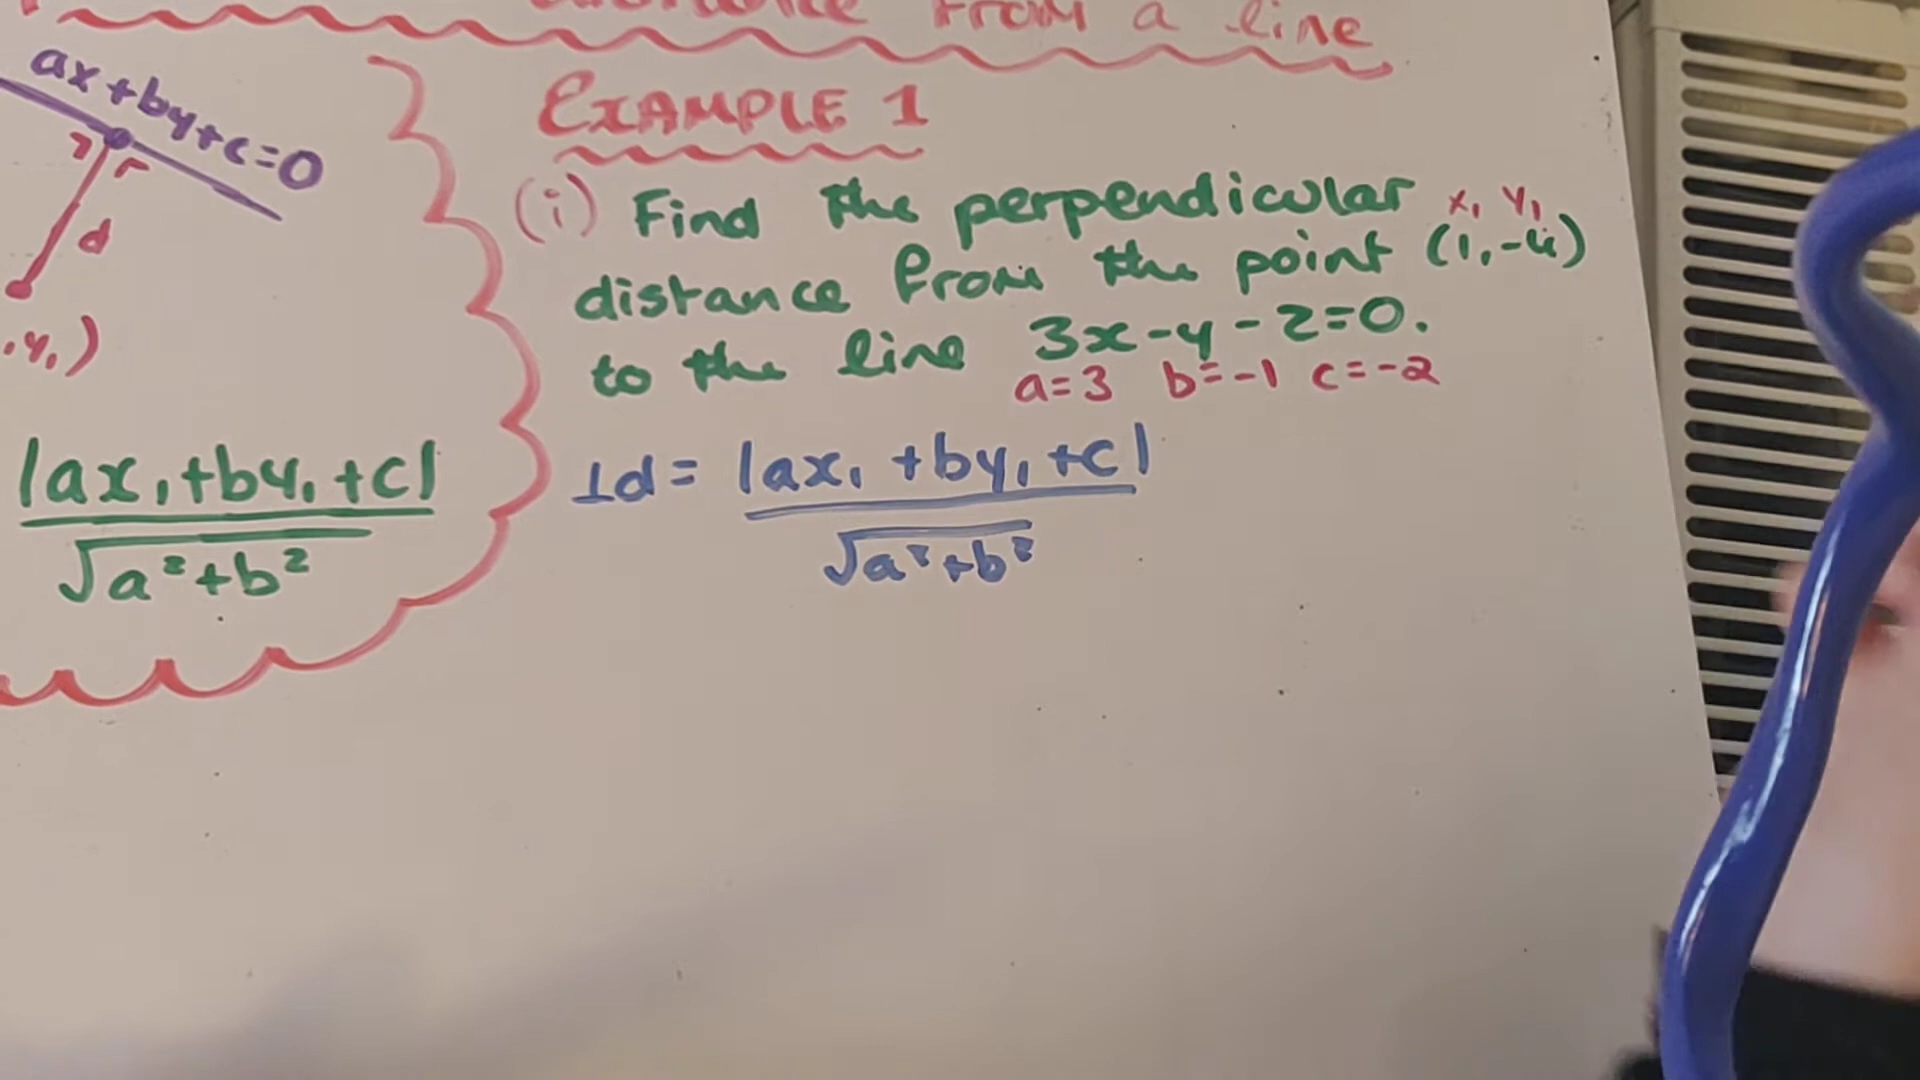 distance from a line
ax+by+c=0
d
,y₁)
|ax₁+by₁+c|
√a²+b²
EXAMPLE 1
(i) Find the perpendicular
x₁ y₁
distance from the point (1,-4)
to the line 3x-y-2=0.
a=3 b=-1 c=-2
⊥d = |ax₁+by₁+c|
√a²+b²